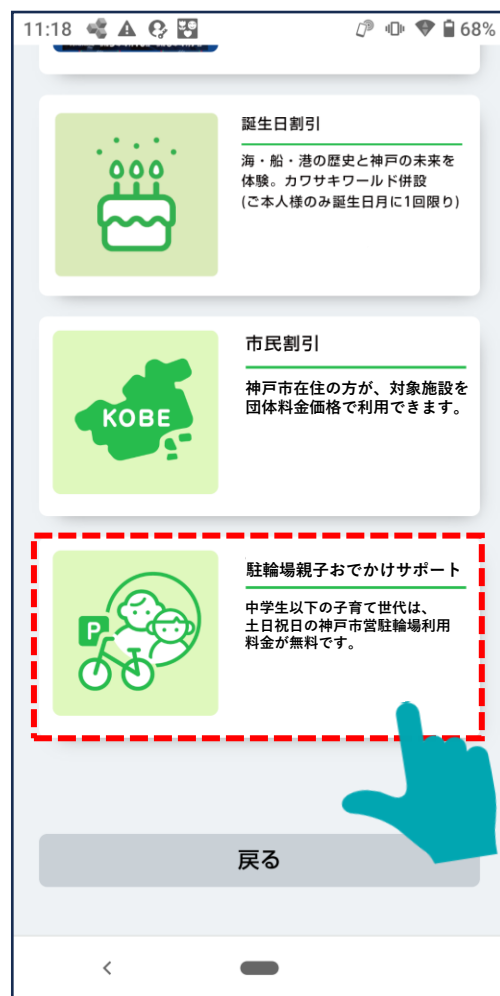 11:18
68%
誕生日割引
海・船・港の歴史と神戸の未来を
体験。カワサキワールド併設
(ご本人様のみ誕生日月に1回限り)
市民割引
KOBE
神戸市在住の方が、対象施設を
団体料金価格で利用できます。
駐輪場親子おでかけサポート
P
中学生以下の子育て世代は、
土日祝日の神戸市営駐輪場利用
料金が無料です。
戻る